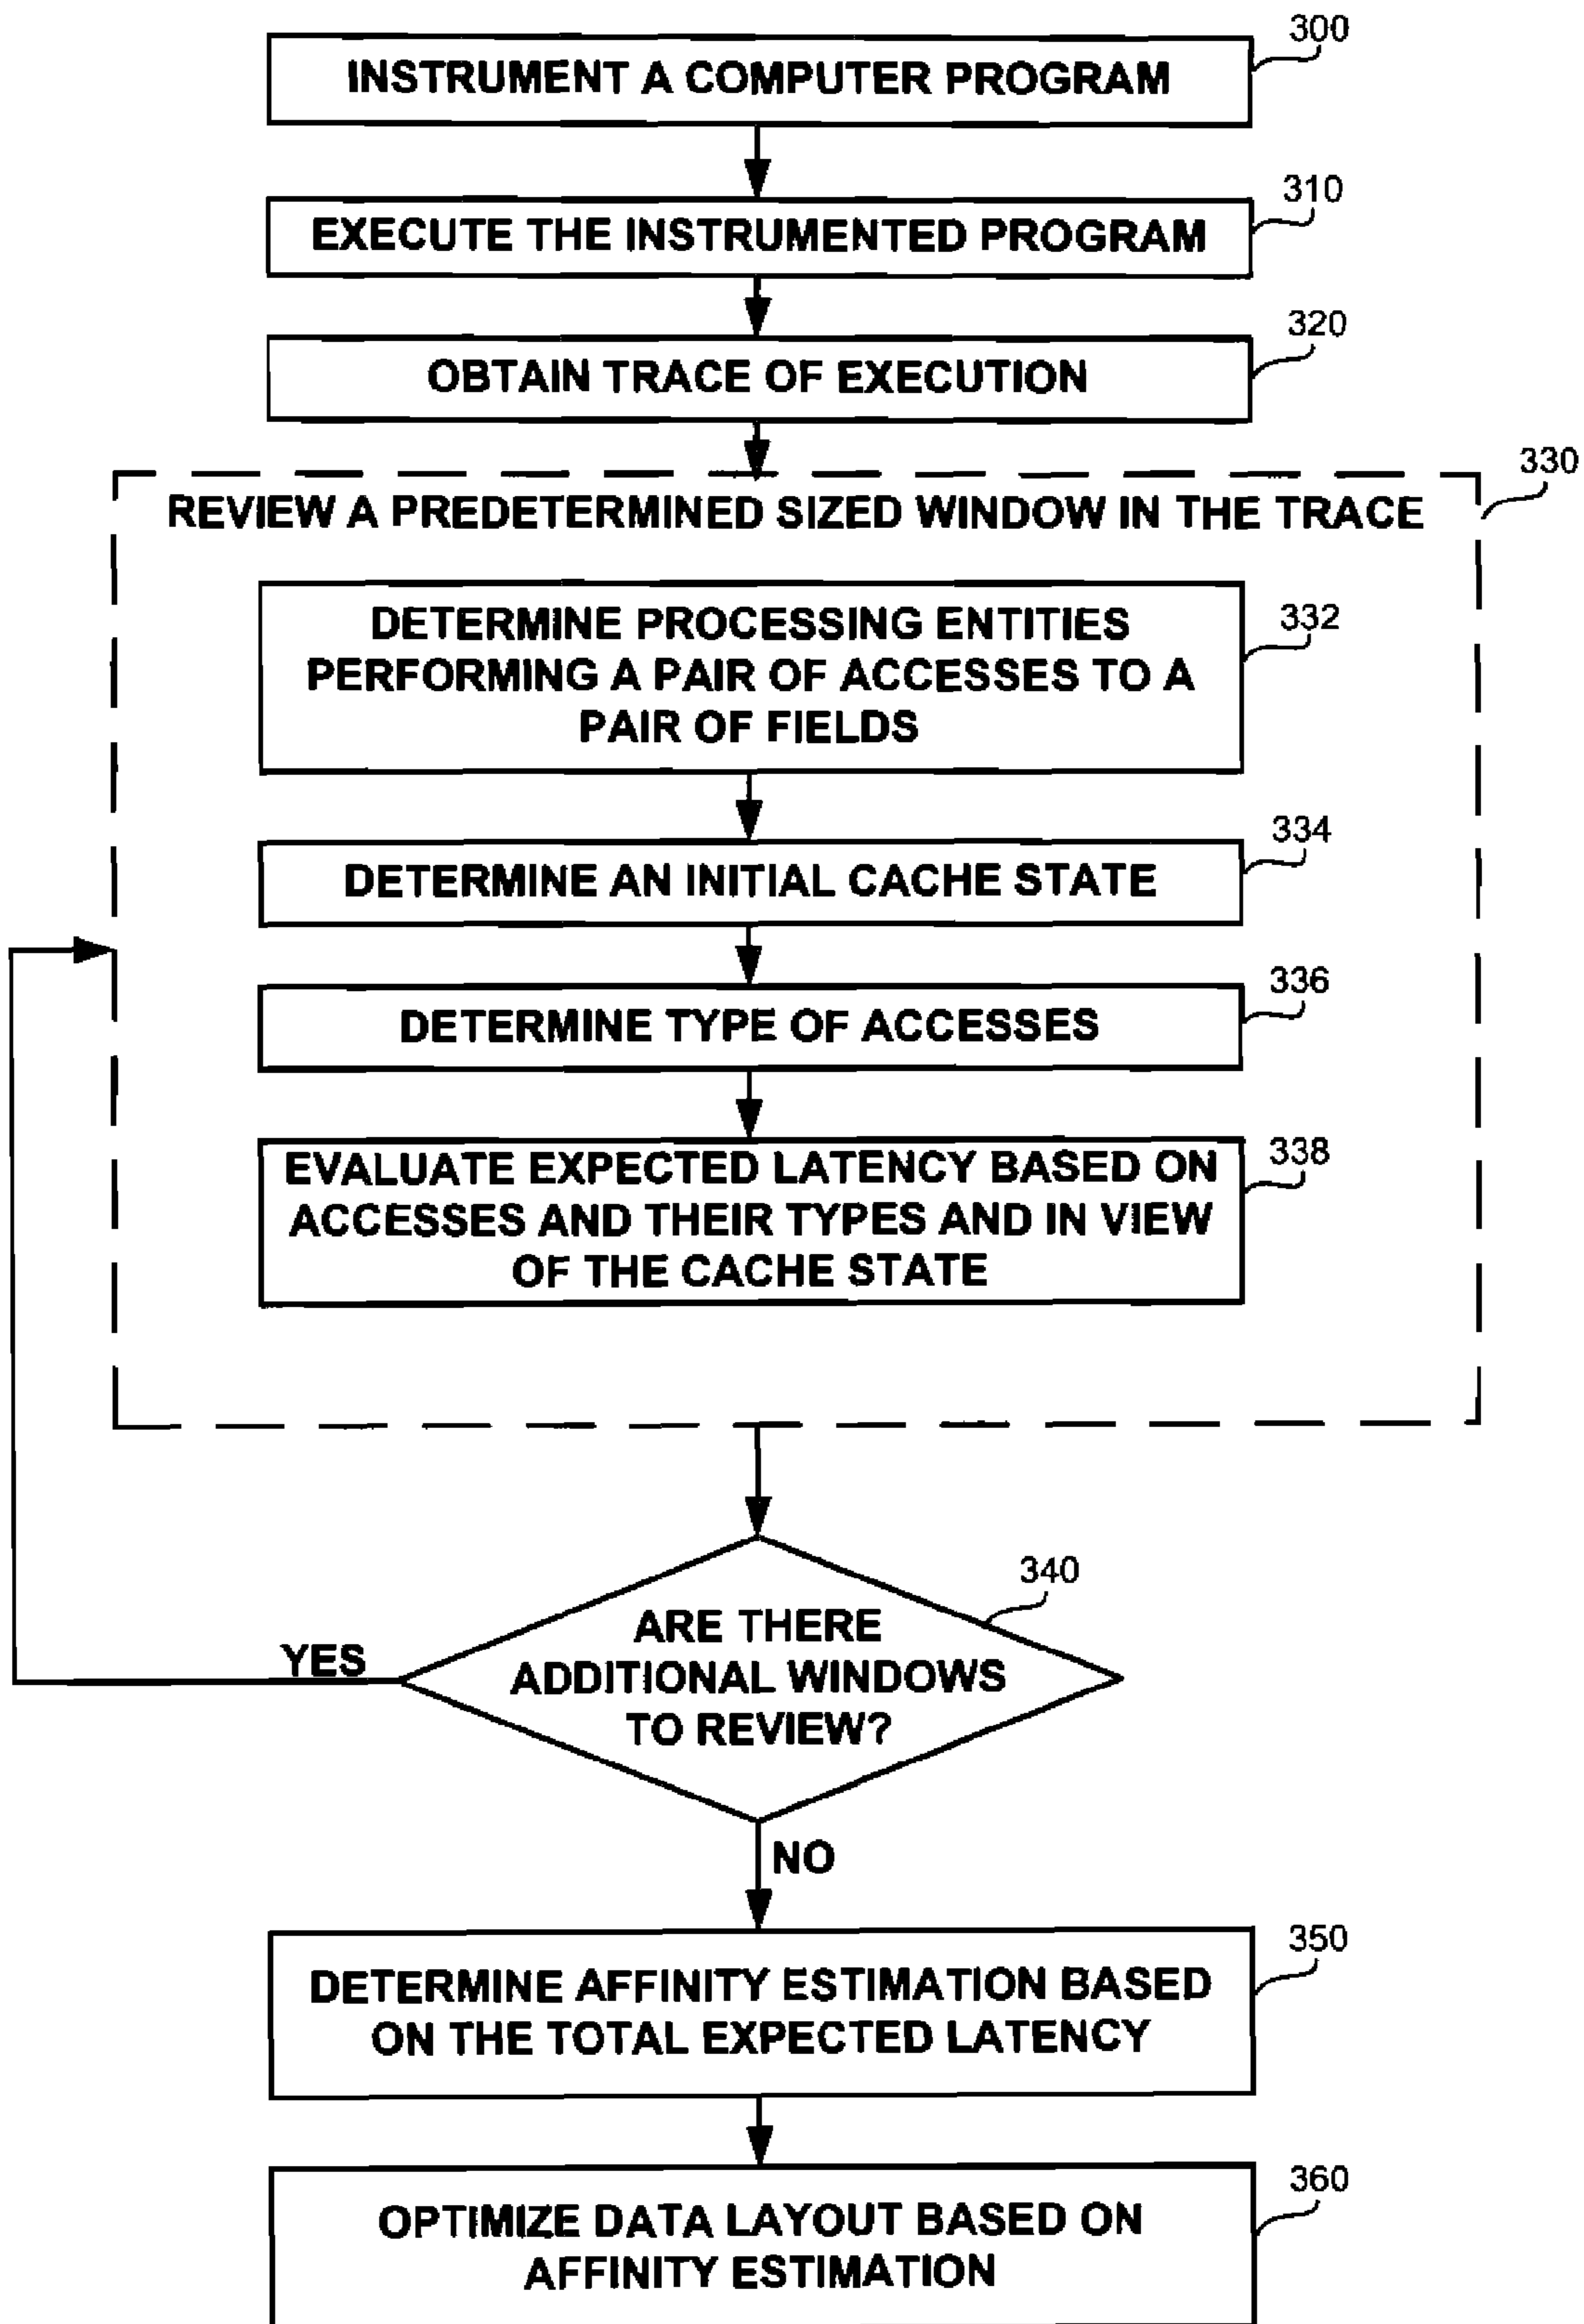 300
INSTRUMENT A COMPUTER PROGRAM
310
EXECUTE THE INSTRUMENTED PROGRAM
320
OBTAIN TRACE OF EXECUTION
330
REVIEW A PREDETERMINED SIZED WINDOW IN THE TRACE
332
DETERMINE PROCESSING ENTITIES
PERFORMING A PAIR OF ACCESSES TO A
PAIR OF FIELDS
334
DETERMINE AN INITIAL CACHE STATE
336
DETERMINE TYPE OF ACCESSES
338
EVALUATE EXPECTED LATENCY BASED ON
ACCESSES AND THEIR TYPES AND IN VIEW
OF THE CACHE STATE
340
ARE THERE
ADDITIONAL WINDOWS
TO REVIEW?
YES
NO
350
DETERMINE AFFINITY ESTIMATION BASED
ON THE TOTAL EXPECTED LATENCY
360
OPTIMIZE DATA LAYOUT BASED ON
AFFINITY ESTIMATION